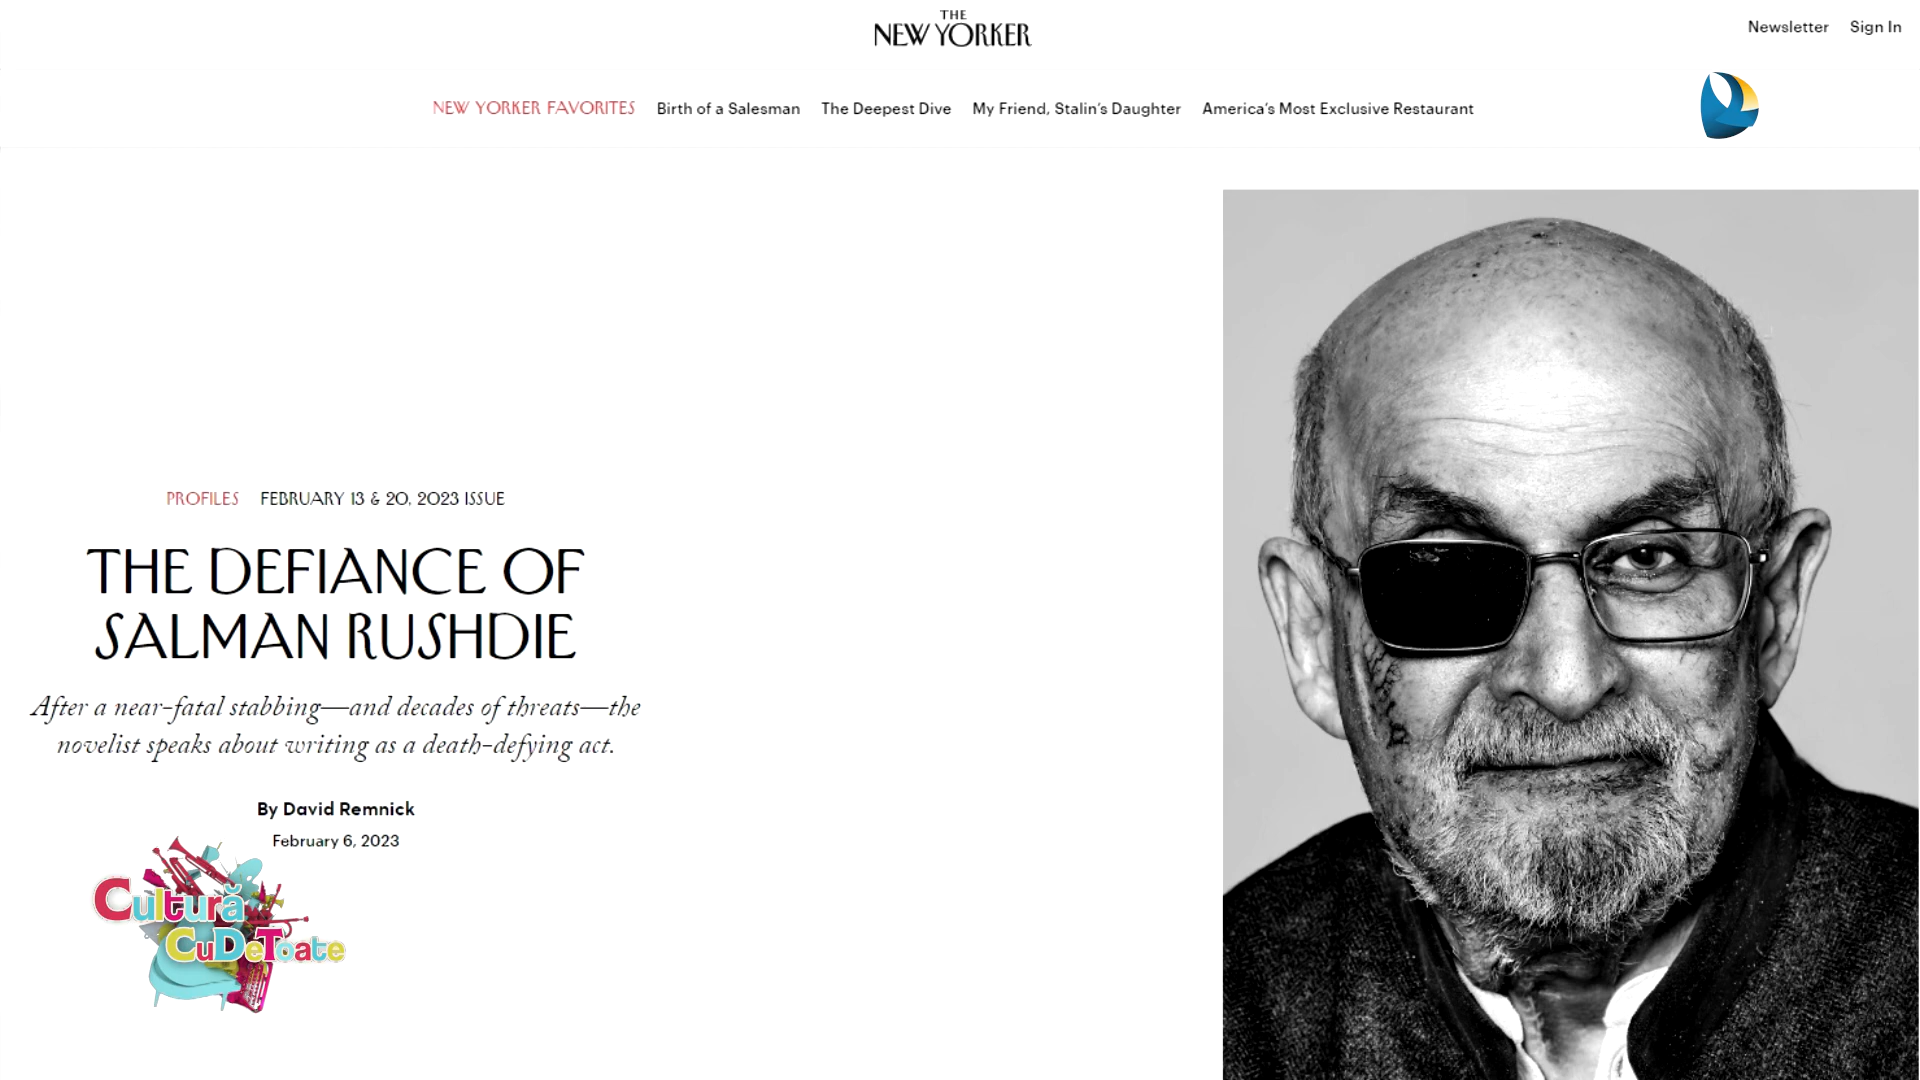 THE
NEW YORKER
Newsletter Sign In
NEW YORKER FAVORITES Birth of a Salesman The Deepest Dive My Friend, Stalin's Daughter America's Most Exclusive Restaurant
PROFILES FEBRUARY 13 & 20, 2023 ISSUE
THE DEFIANCE OF
SALMAN RUSHDIE
After a near-fatal stabbing—and decades of threats—the
novelist speaks about writing as a death-defying act.
By David Remnick
February 6, 2023
Cultură
CuDeToate